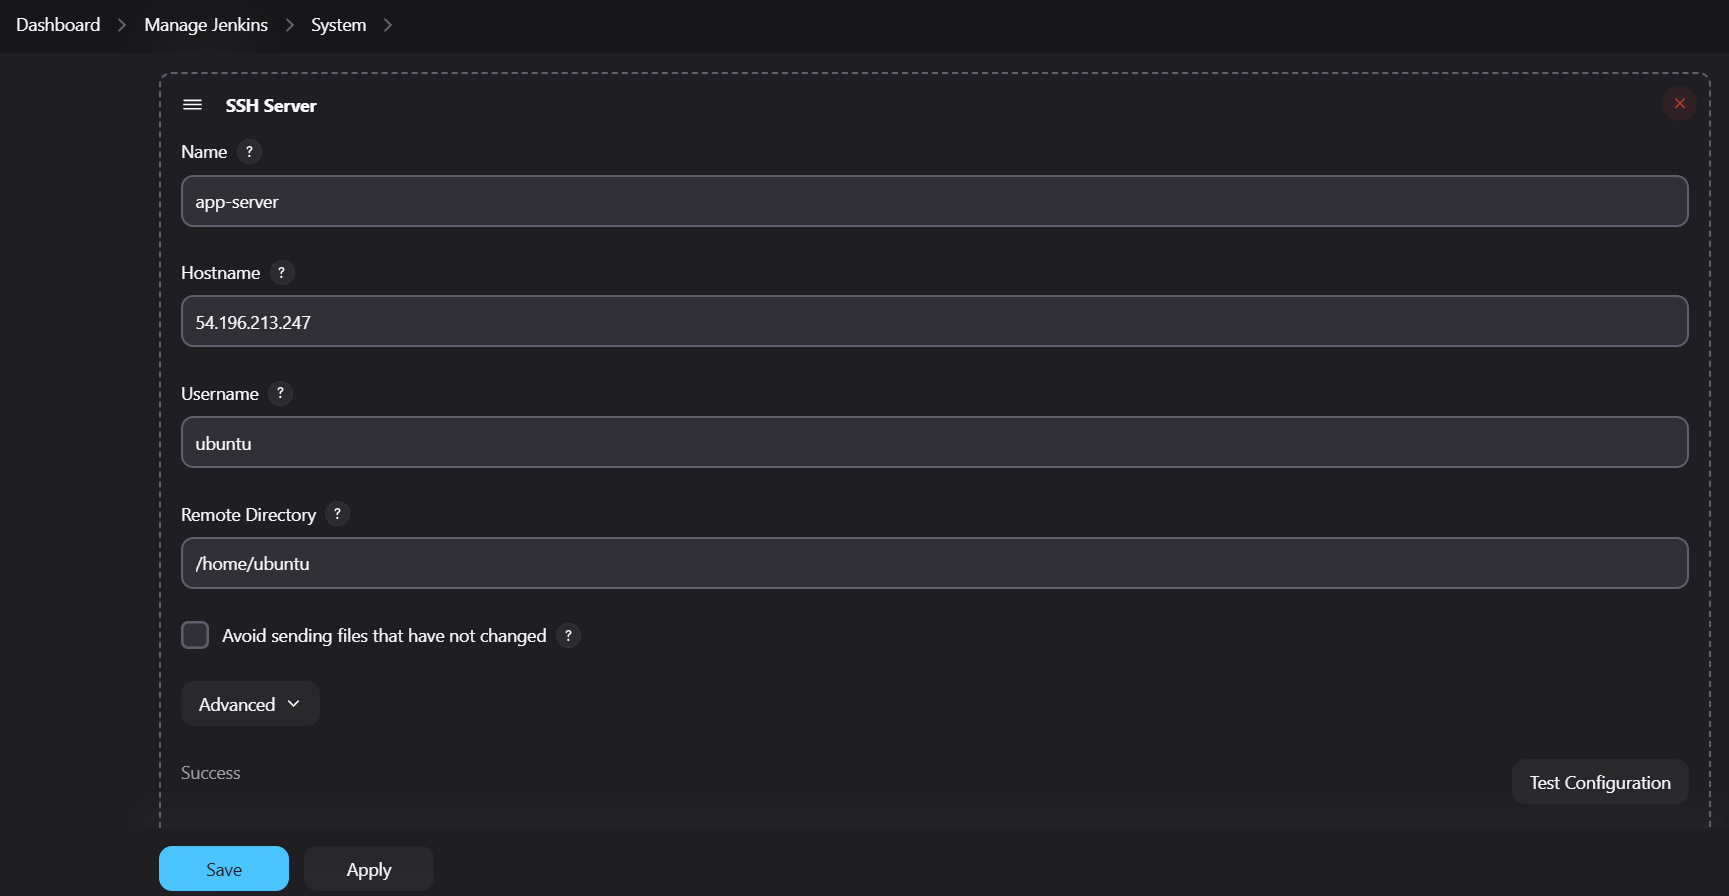 Dashboard > Manage Jenkins > System >
SSH Server
Name ?
app-server
Hostname ?
54.196.213.247
Username ?
ubuntu
Remote Directory ?
/home/ubuntu
Avoid sending files that have not changed ?
Advanced
Success
Test Configuration
Save Apply